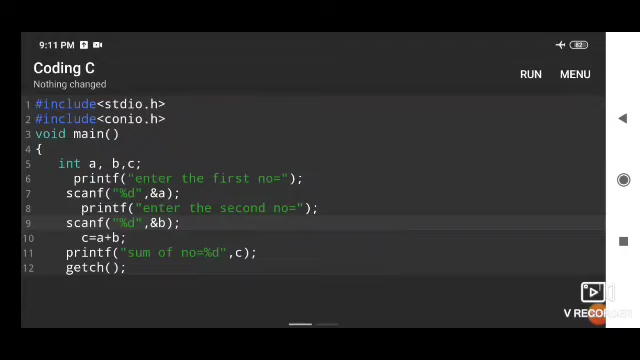 9:11 PM
82
Coding C
Nothing changed
RUN MENU
1 #include<stdio.h>
2 #include<conio.h>
3 void main()
4 {
5 int a, b,c;
6 printf("enter the first no=");
7 scanf("%d",&a);
8 printf("enter the second no=");
9 scanf("%d",&b);
10 c=a+b;
11 printf("sum of no=%d",c);
12 getch();
V RECORDER